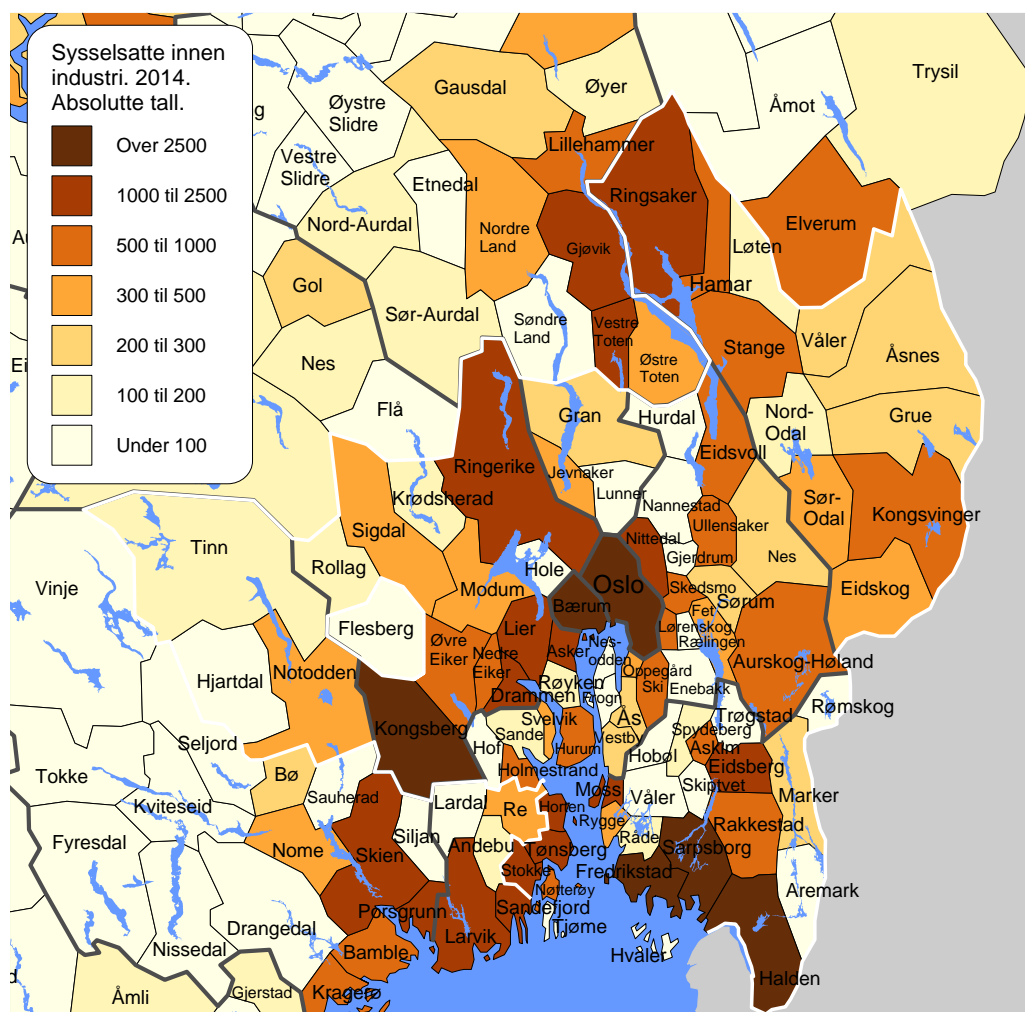 Sysselsatte innen
industri. 2014.
Absolutte tall.
Over 2500
1000 til 2500
500 til 1000
300 til 500
200 til 300
100 til 200
Under 100
Trysil
Øyer
Gausdal
Åmot
Øystre
Slidre
Lillehammer
Vestre
Slidre
Etnedal
Ringsaker
Nord-Aurdal
Nordre
Land
Gjøvik
Elverum
Løten
Gol
Hamar
Sør-Aurdal
Søndre
Land
Vestre
Toten
Østre
Toten
Stange
Våler
Åsnes
Nes
Flå
Gran
Hurdal
Nord-
Odal
Grue
Ringerike
Jevnaker
Eidsvoll
Krødsherad
Lunner
Nannestad
Sør-
Odal
Kongsvinger
Sigdal
Ullensaker
Nittedal
Gjerdrum
Nes
Tinn
Rollag
Hole
Oslo
Skedsmo
Eidskog
Vinje
Modum
Bærum
Sørum
Fet
Flesberg
Lier
Lørenskog
Rælingen
Øvre
Eiker
Nedre
Eiker
Asker
Nes-
odden
Oppegård
Ski
Aurskog-Høland
Hjartdal
Notodden
Røyken
Enebakk
Drammen
Frogn
Rømskog
Kongsberg
Svelvik
Ås
Trøgstad
Sande
Vestby
Spydeberg
Seljord
Hof
Hurum
Hobøl
Askim
Tokke
Bø
Holmestrand
Eidsberg
Kviteseid
Sauherad
Lardal
Re
Moss
Våler
Skiptvet
Marker
Fyresdal
Siljan
Horten
Rygge
Rakkestad
Nome
Skien
Andebu
Tønsberg
Råde
Sarpsborg
Stokke
Fredrikstad
Nøtterøy
Aremark
Porsgrunn
Sandefjord
Drangedal
Tjøme
Nissedal
Larvik
Bamble
Hvaler
Halden
Åmli
Gjerstad
Kragerø